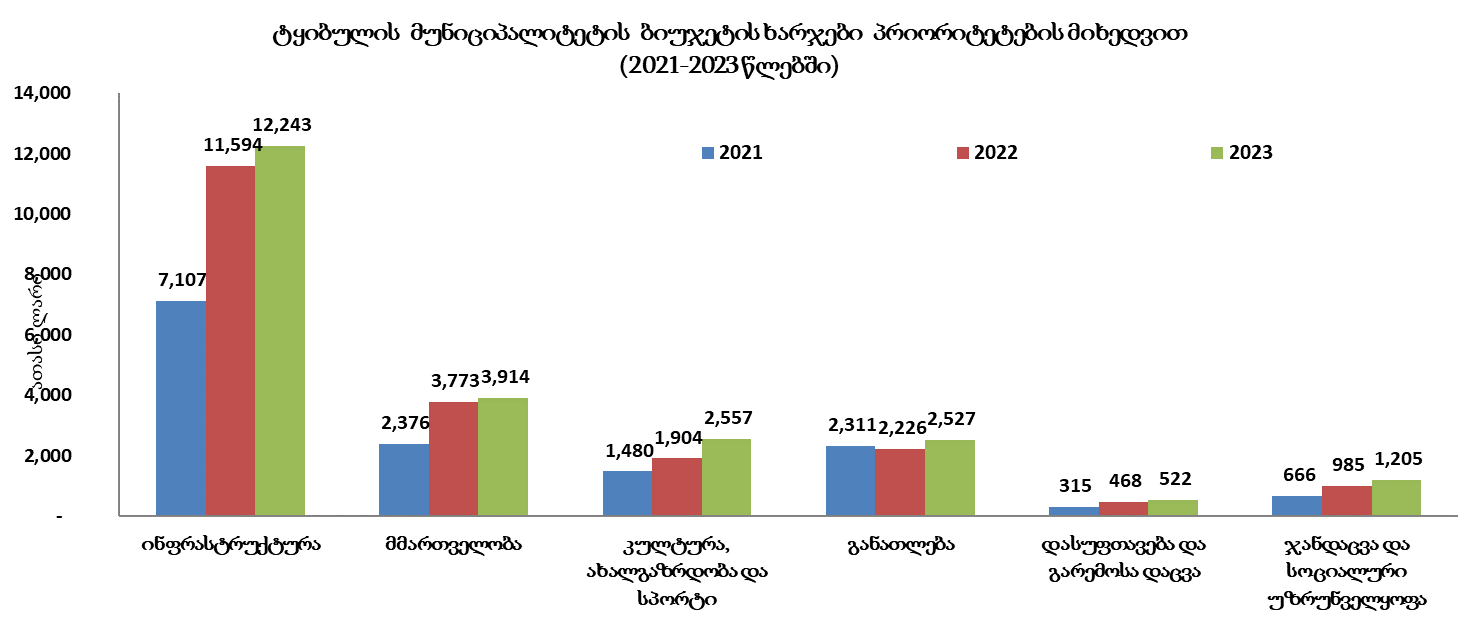 ტყიბულის მუნიციპალიტეტის ბიუჯეტის ხარჯები პრიორიტეტების მიხედვით
(2021-2023 წლებში)
14,000
12,000
10,000
8,000
6,000
4,000
2,000
-
ათასი ლარი
2021
2022
2023
7,107
11,594
12,243
2,376
3,773
3,914
1,480
1,904
2,557
2,311
2,226
2,527
315
468
522
666
985
1,205
ინფრასტრუქტურა
მმართველობა
კულტურა,
ახალგაზრდობა და
სპორტი
განათლება
დასუფთავება და
გარემოსა დაცვა
ჯანდაცვა და
სოციალური
უზრუნველყოფა